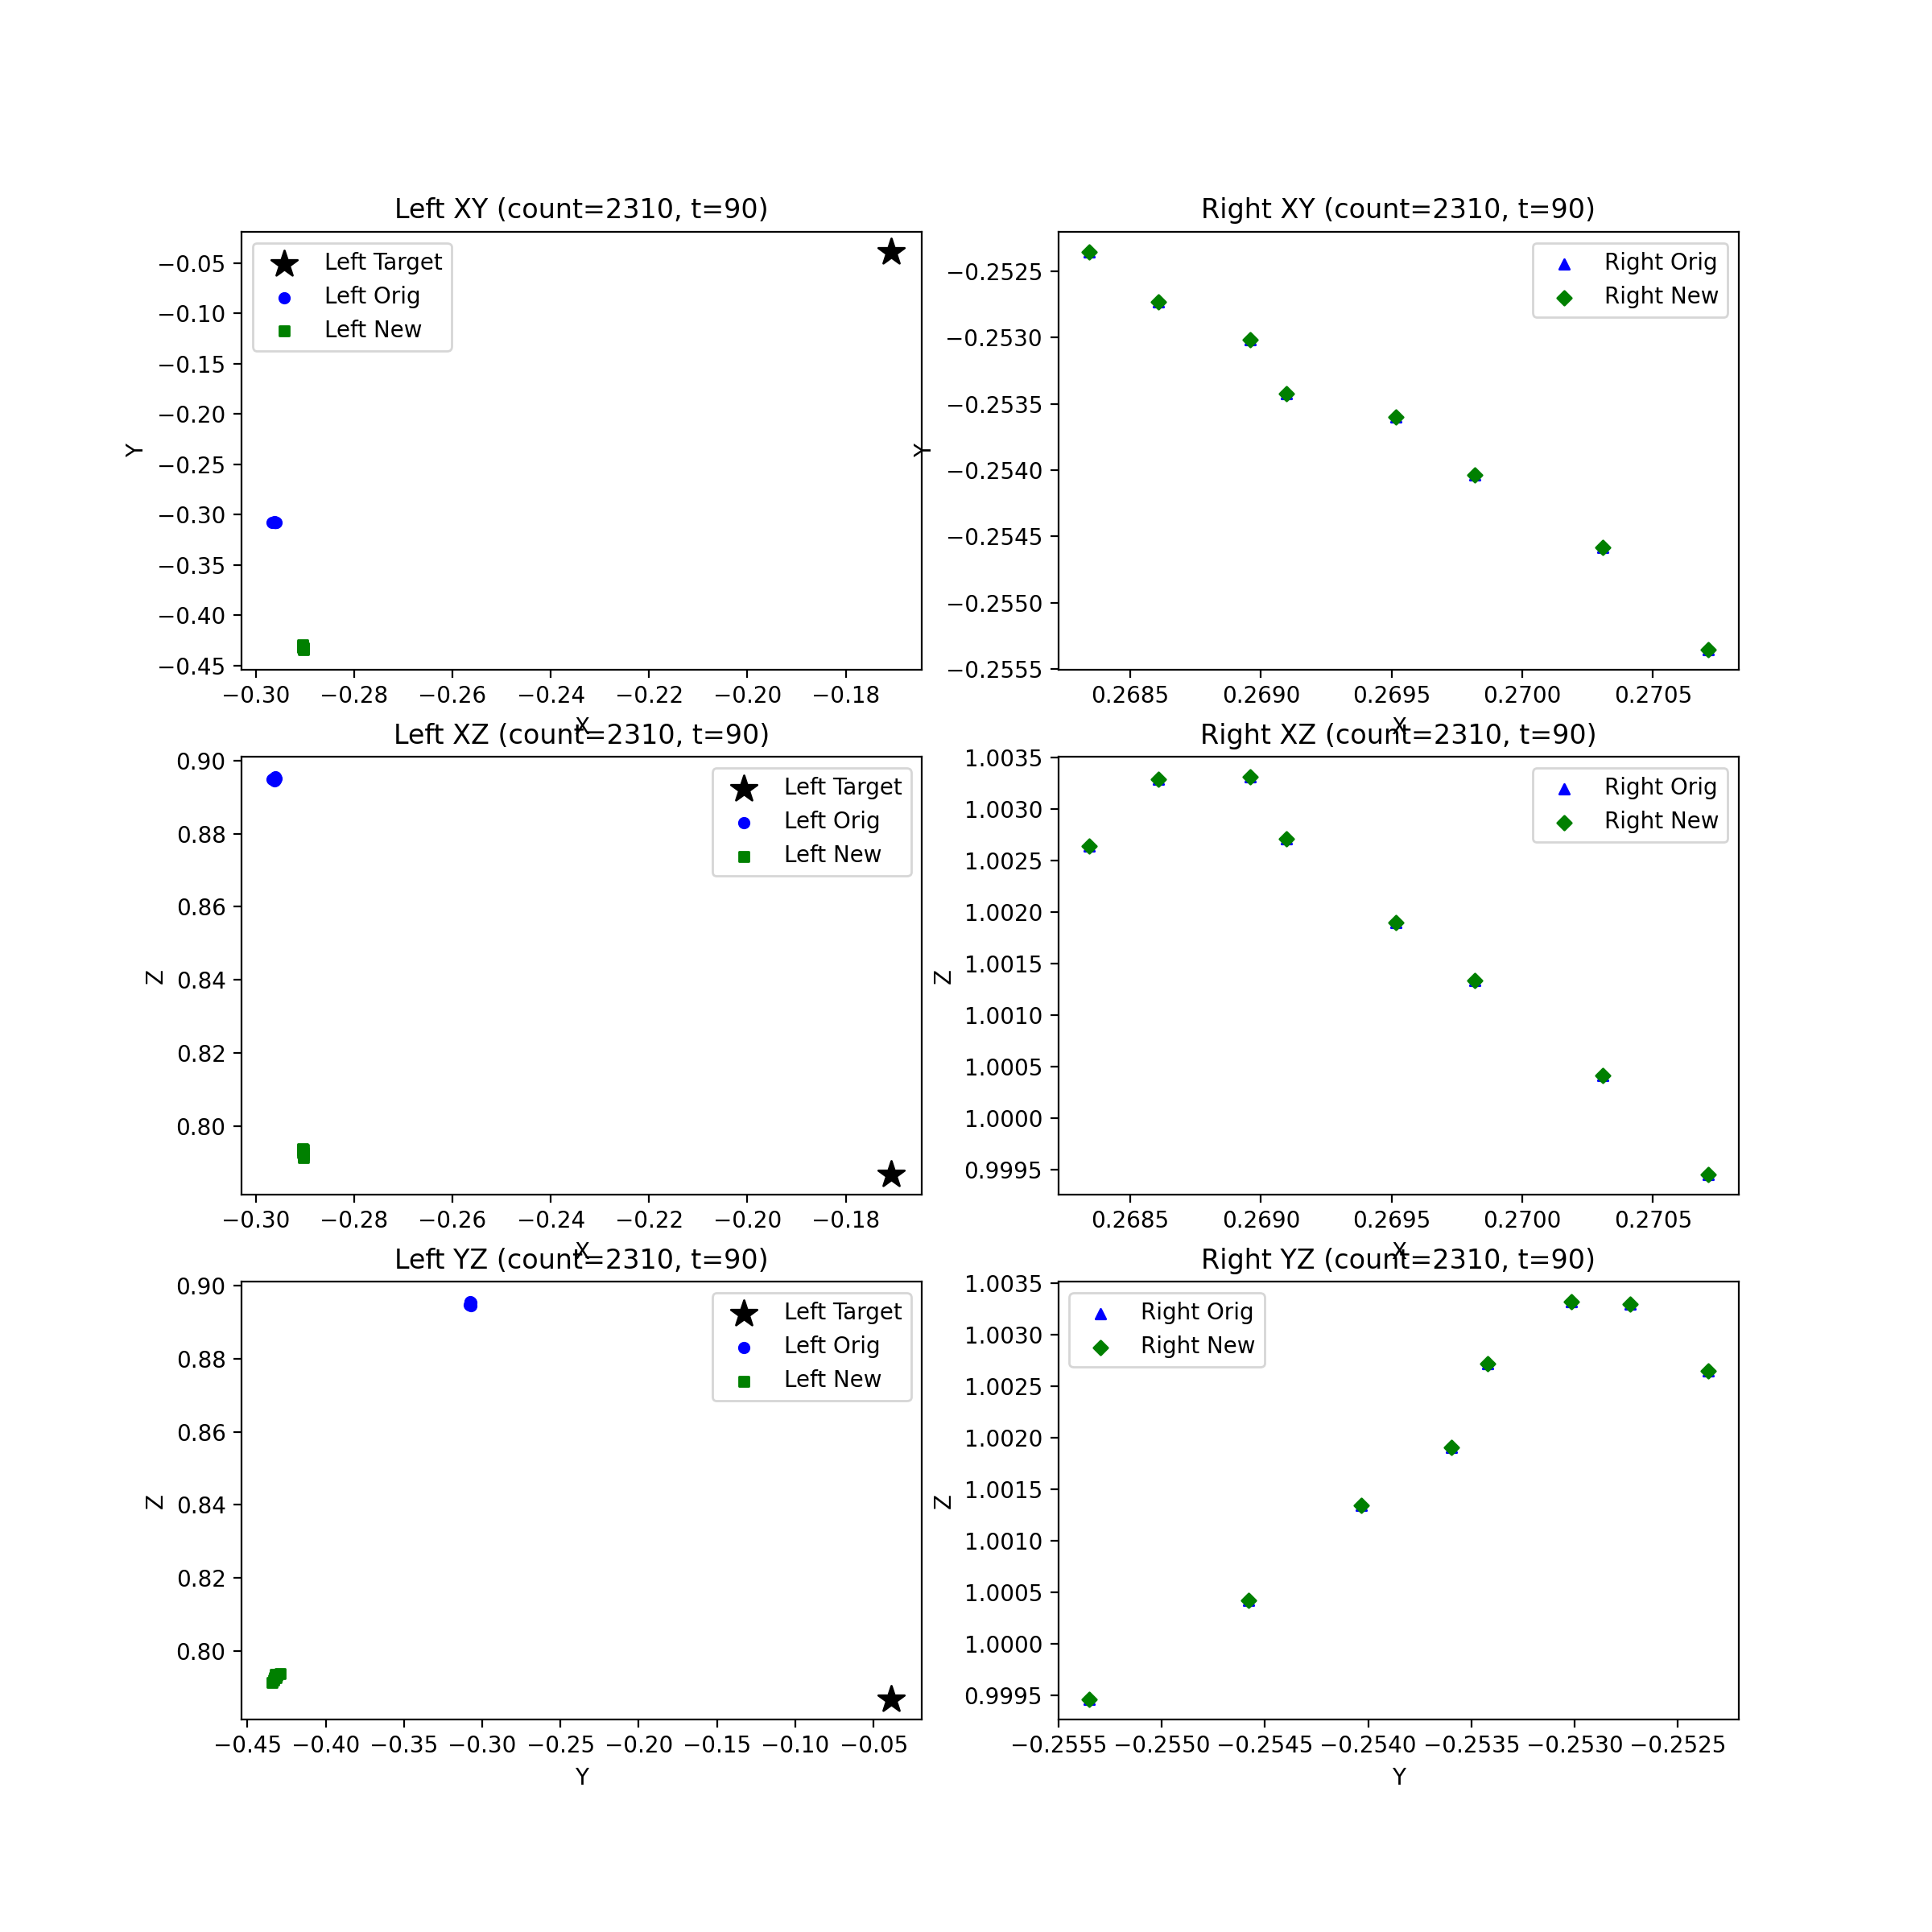 Left XY (count=2310, t=90)
Left Target
Left Orig
Left New
−0.05
−0.10
−0.15
−0.20
−0.25
−0.30
−0.35
−0.40
−0.45
Y
−0.30 −0.28 −0.26 −0.24 −0.22 −0.20 −0.18
X
Right XY (count=2310, t=90)
Right Orig
Right New
−0.2525
−0.2530
−0.2535
−0.2540
−0.2545
−0.2550
−0.2555
Y
0.2685 0.2690 0.2695 0.2700 0.2705
X
Left XZ (count=2310, t=90)
Left Target
Left Orig
Left New
0.90
0.88
0.86
0.84
0.82
0.80
Z
−0.30 −0.28 −0.26 −0.24 −0.22 −0.20 −0.18
X
Right XZ (count=2310, t=90)
Right Orig
Right New
1.0035
1.0030
1.0025
1.0020
1.0015
1.0010
1.0005
1.0000
0.9995
Z
0.2685 0.2690 0.2695 0.2700 0.2705
X
Left YZ (count=2310, t=90)
Left Target
Left Orig
Left New
0.90
0.88
0.86
0.84
0.82
0.80
Z
−0.45 −0.40 −0.35 −0.30 −0.25 −0.20 −0.15 −0.10 −0.05
Y
Right YZ (count=2310, t=90)
Right Orig
Right New
1.0035
1.0030
1.0025
1.0020
1.0015
1.0010
1.0005
1.0000
0.9995
Z
−0.2555 −0.2550 −0.2545 −0.2540 −0.2535 −0.2530 −0.2525
Y